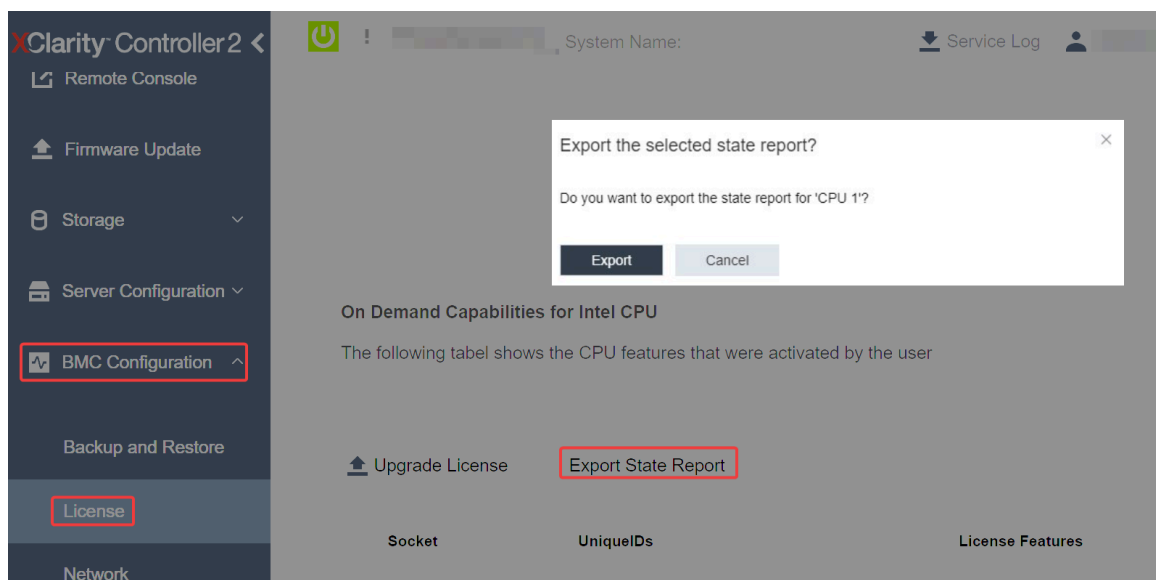 XClarity Controller 2
Remote Console
Firmware Update
Storage
Server Configuration
BMC Configuration
Backup and Restore
License
Network
System Name:
Service Log
Export the selected state report?
Do you want to export the state report for 'CPU 1'?
Export Cancel
On Demand Capabilities for Intel CPU
The following tabel shows the CPU features that were activated by the user
Upgrade License Export State Report
Socket UniqueIDs License Features